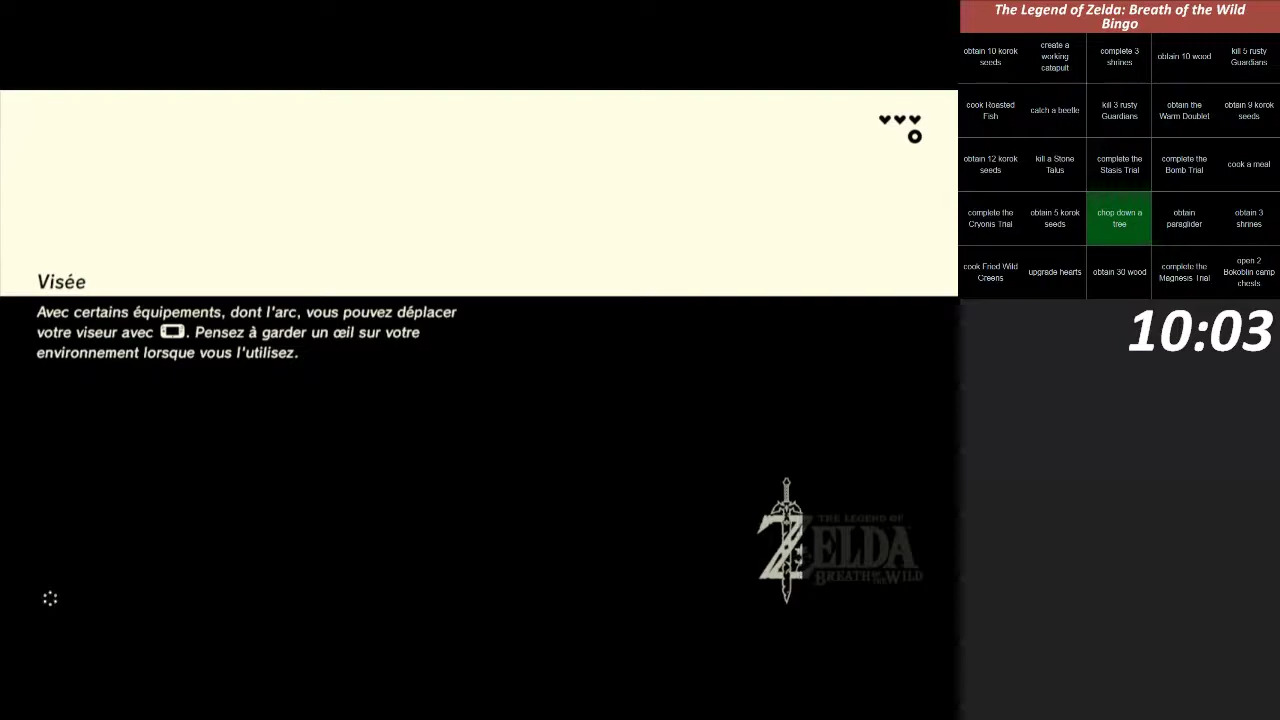 The Legend of Zelda: Breath of the Wild
Bingo
obtain 10 korok
seeds
create a
working
catapult
complete 3
shrines
obtain 10 wood
kill 5 rusty
Guardians
cook Roasted
Fish
catch a beetle
kill 3 rusty
Guardians
obtain the
Warm Doublet
obtain 9 korok
seeds
obtain 12 korok
seeds
kill a Stone
Talus
complete the
Stasis Trial
complete the
Bomb Trial
cook a meal
complete the
Cryonis Trial
obtain 5 korok
seeds
chop down a
tree
obtain
paraglider
obtain 3
shrines
cook Fried Wild
Greens
upgrade hearts
obtain 30 wood
complete the
Magnesis Trial
open 2
Bokoblin camp
chests
10:03
Visée
Avec certains équipements, dont l'arc, vous pouvez déplacer
votre viseur avec . Pensez à garder un œil sur votre
environnement lorsque vous l'utilisez.
THE LEGEND OF
ZELDA
BREATH OF THE WILD